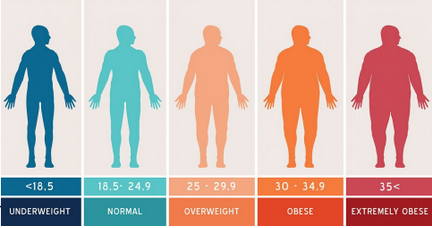 <18,5
18,5- 24,9
25 - 29,9
30 - 34,9
35<
UNDERWEIGHT
NORMAL
OVERWEIGHT
OBESE
EXTREMELY OBESE